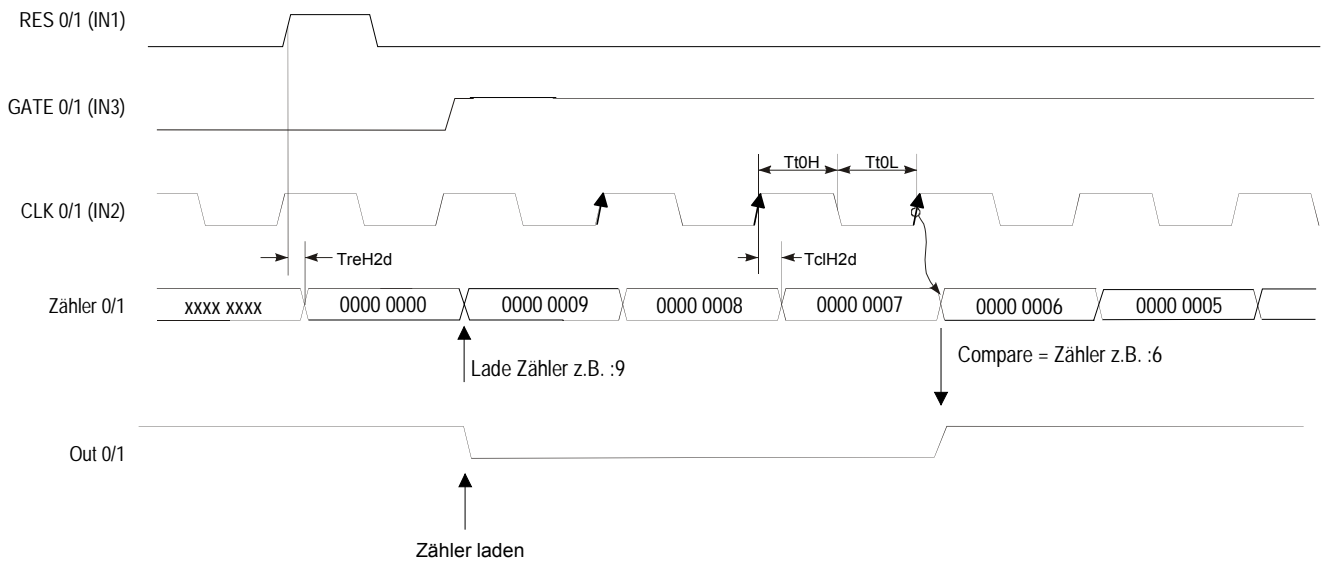 RES 0/1 (IN1)
GATE 0/1 (IN3)
Tt0H
Tt0L
CLK 0/1 (IN2)
TreH2d
TclH2d
Zähler 0/1
xxxx xxxx
0000 0000
0000 0009
0000 0008
0000 0007
0000 0006
0000 0005
Lade Zähler z.B. :9
Compare = Zähler z.B. :6
Out 0/1
Zähler laden